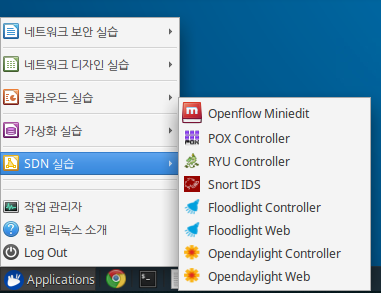 네트워크 보안 실습
네트워크 디자인 실습
클라우드 실습
가상화 실습
SDN 실습
작업 관리자
할리 리눅스 소개
Log Out
Openflow Miniedit
POX Controller
RYU Controller
Snort IDS
Floodlight Controller
Floodlight Web
Opendaylight Controller
Opendaylight Web
Applications